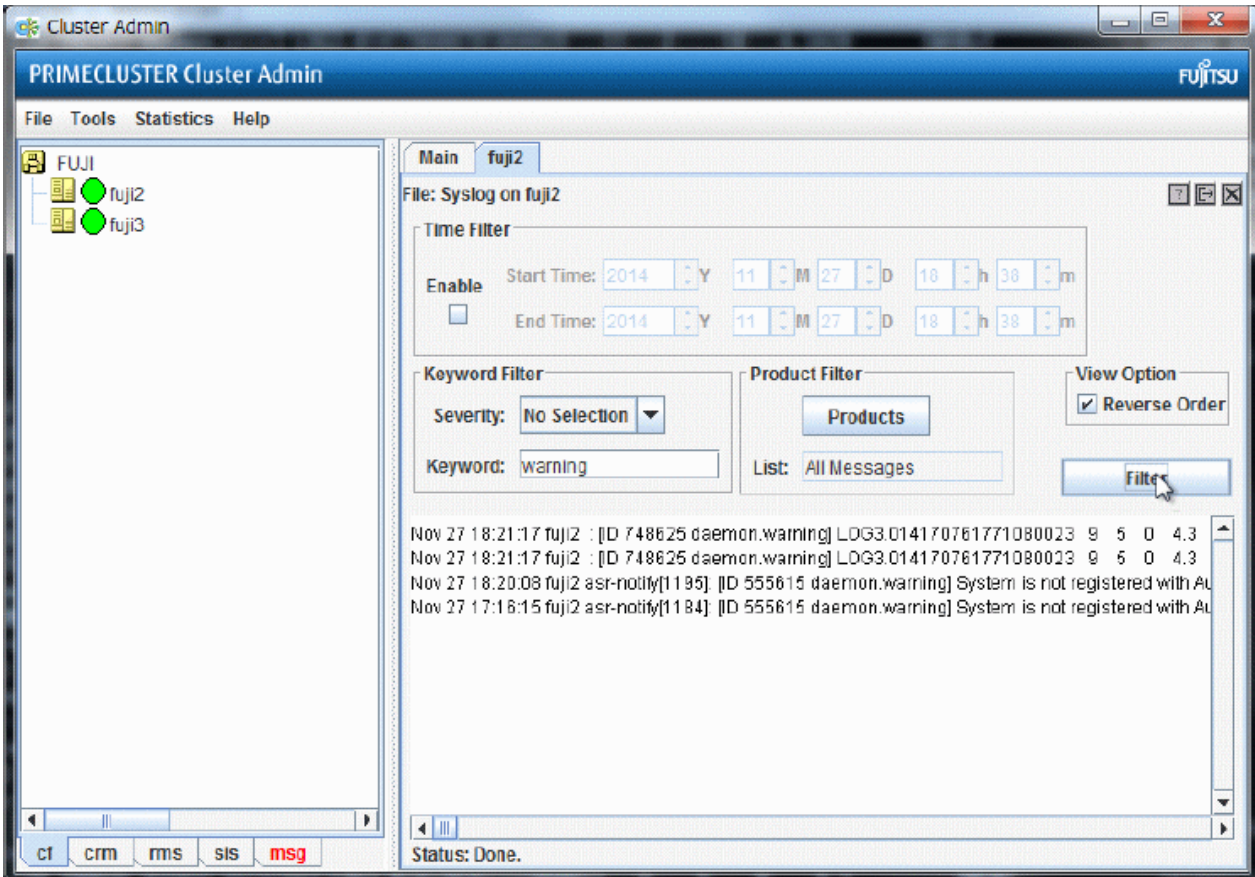 Cluster Admin
PRIMECLUSTER Cluster Admin
FUJITSU
File Tools Statistics Help
FUJI
fuji2
fuji3
Main fuji2
File: Syslog on fuji2
Time Filter
Enable
Start Time: 2014 Y 11 M 27 D 18 h 38 m
End Time: 2014 Y 11 M 27 D 18 h 38 m
Keyword Filter
Severity: No Selection
Keyword: warning
Product Filter
Products
List: All Messages
View Option
Reverse Order
Filter
Nov 27 18:21:17 fuji2 : [ID 748625 daemon.warning] LOG3.014170761771080023 9 5 0 4.3
Nov 27 18:21:17 fuji2 : [ID 748625 daemon.warning] LOG3.014170761771080023 9 5 0 4.3
Nov 27 18:20:08 fuji2 asr-notify[1195]: [ID 555615 daemon.warning] System is not registered with Au
Nov 27 17:16:15 fuji2 asr-notify[1184]: [ID 555615 daemon.warning] System is not registered with Au
Status: Done.
cf crm rms sis msg